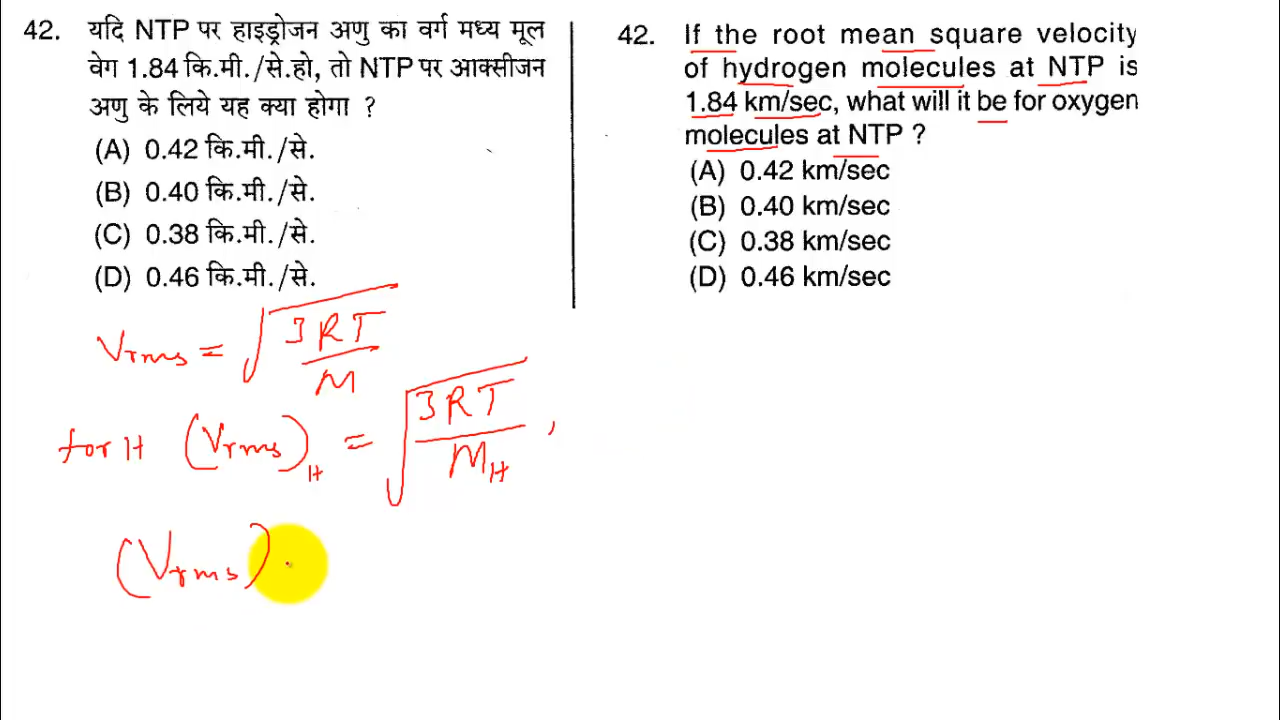 42. यदि NTP पर हाइड्रोजन अणु का वर्ग मध्य मूल
वेग 1.84 कि.मी./से.हो, तो NTP पर आक्सीजन
अणु के लिये यह क्या होगा ?
(A) 0.42 कि.मी./से.
(B) 0.40 कि.मी./से.
(C) 0.38 कि.मी./से.
(D) 0.46 कि.मी./से.
42. If the root mean square velocity
of hydrogen molecules at NTP is
1.84 km/sec, what will it be for oxygen
molecules at NTP ?
(A) 0.42 km/sec
(B) 0.40 km/sec
(C) 0.38 km/sec
(D) 0.46 km/sec
Vrms = √(3RT/M)
for H (Vrms)H = √(3RT/MH) ,
(Vrms)